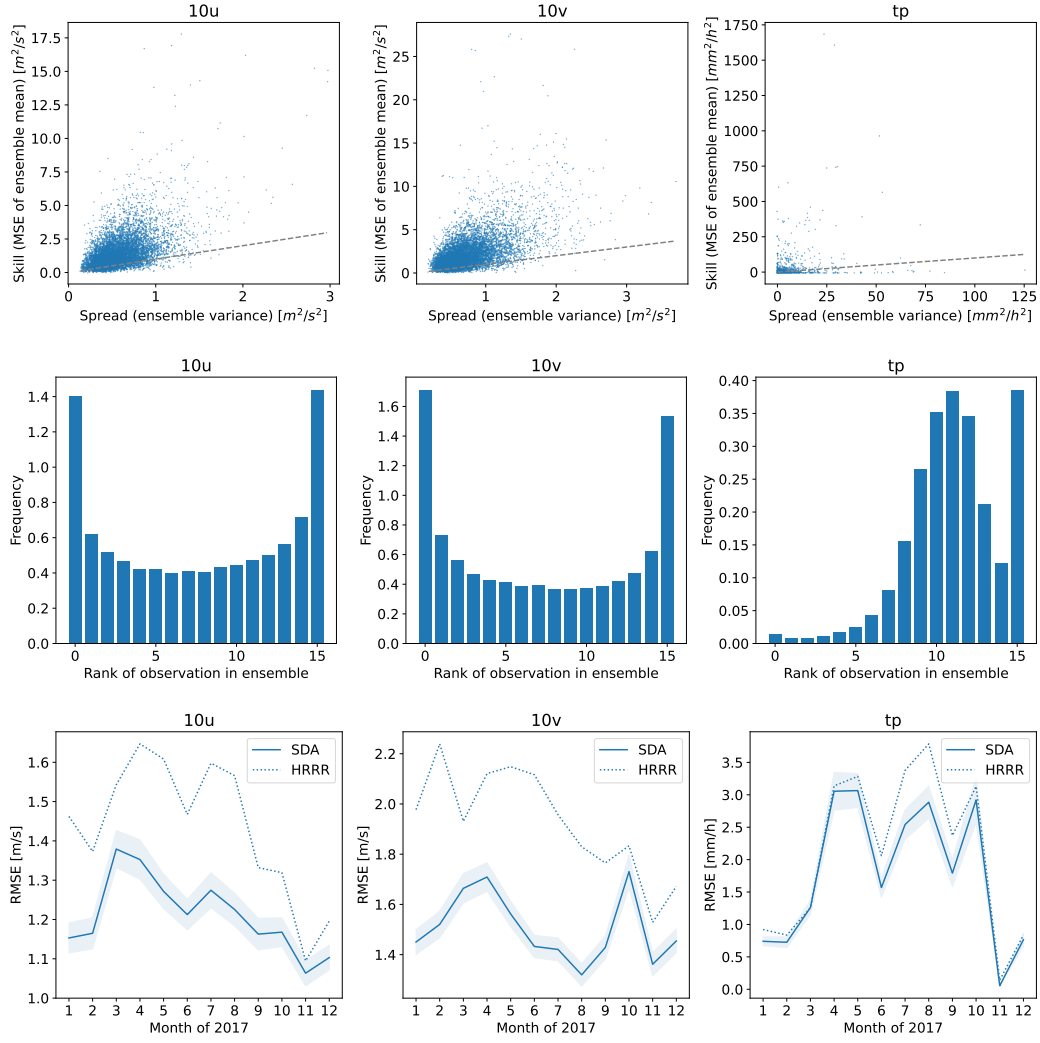 10u
Skill (MSE of ensemble mean) [m²/s²]
17.5
15.0
12.5
10.0
7.5
5.0
2.5
0.0
0 1 2 3
Spread (ensemble variance) [m²/s²]
10v
Skill (MSE of ensemble mean) [m²/s²]
25
20
15
10
5
0
1 2 3
Spread (ensemble variance) [m²/s²]
tp
Skill (MSE of ensemble mean) [mm²/h²]
1750
1500
1250
1000
750
500
250
0
0 25 50 75 100 125
Spread (ensemble variance) [mm²/h²]
10u
Frequency
1.4
1.2
1.0
0.8
0.6
0.4
0.2
0.0
0 5 10 15
Rank of observation in ensemble
10v
Frequency
1.6
1.4
1.2
1.0
0.8
0.6
0.4
0.2
0.0
0 5 10 15
Rank of observation in ensemble
tp
Frequency
0.40
0.35
0.30
0.25
0.20
0.15
0.10
0.05
0.00
0 5 10 15
Rank of observation in ensemble
10u
SDA
HRRR
RMSE [m/s]
1.6
1.5
1.4
1.3
1.2
1.1
1.0
1 2 3 4 5 6 7 8 9 10 11 12
Month of 2017
10v
SDA
HRRR
RMSE [m/s]
2.2
2.0
1.8
1.6
1.4
1 2 3 4 5 6 7 8 9 10 11 12
Month of 2017
tp
SDA
HRRR
RMSE [mm/h]
3.5
3.0
2.5
2.0
1.5
1.0
0.5
0.0
1 2 3 4 5 6 7 8 9 10 11 12
Month of 2017